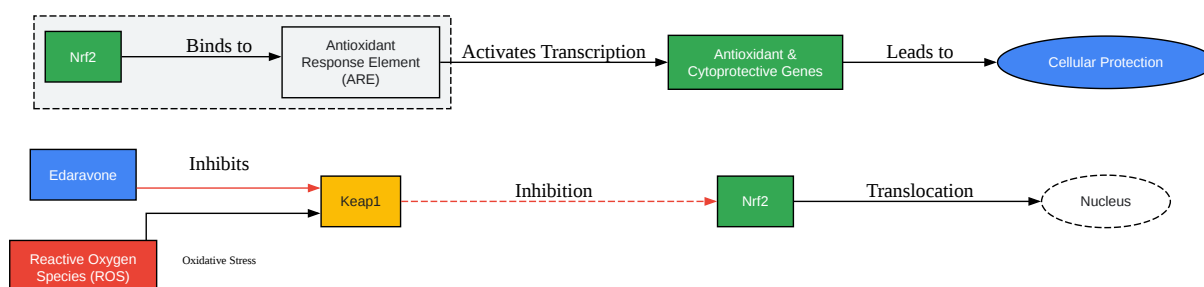 Nrf2
Binds to
Antioxidant
Response Element
(ARE)
Activates Transcription
Antioxidant &
Cytoprotective Genes
Leads to
Cellular Protection
Edaravone
Inhibits
Keap1
Inhibition
Nrf2
Translocation
Nucleus
Reactive Oxygen
Species (ROS)
Oxidative Stress